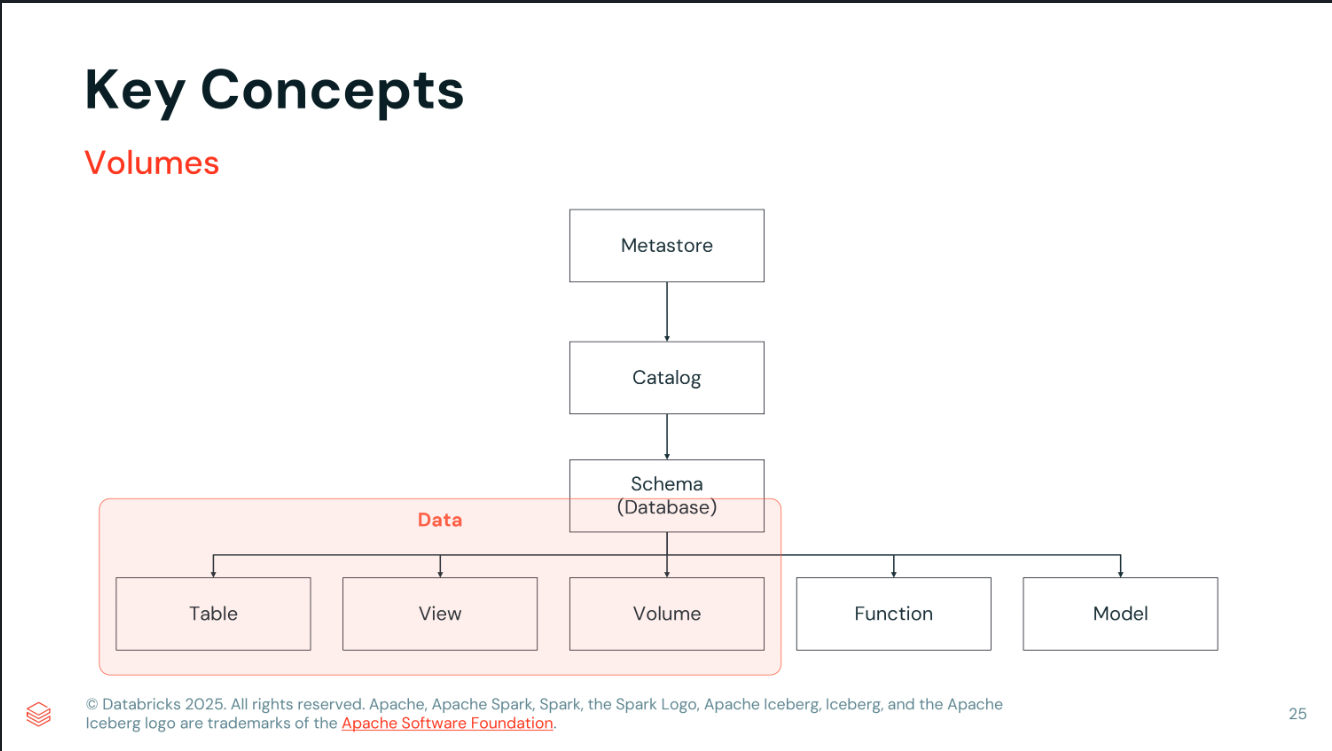 Key Concepts
Volumes
Metastore
Catalog
Schema
(Database)
Data
Table
View
Volume
Function
Model
© Databricks 2025. All rights reserved. Apache, Apache Spark, Spark, the Spark Logo, Apache Iceberg, Iceberg, and the Apache
Iceberg logo are trademarks of the Apache Software Foundation.
25